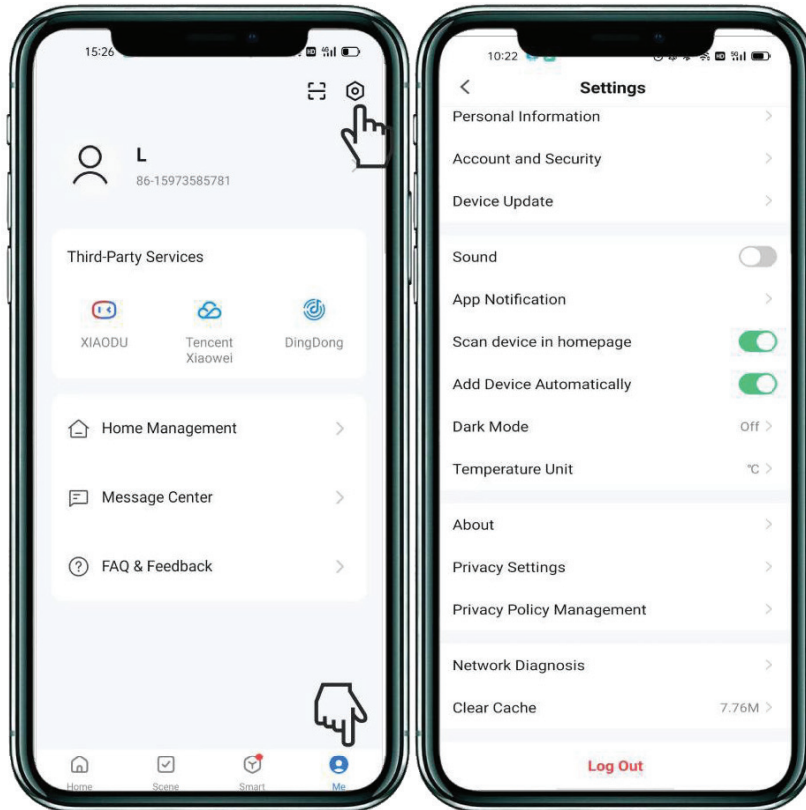 15:26
L
86-15973585781
Third-Party Services
XIAODU
Tencent
Xiaowei
DingDong
Home Management
Message Center
FAQ & Feedback
Home
Scene
Smart
Me
10:22
Settings
Personal Information
Account and Security
Device Update
Sound
App Notification
Scan device in homepage
Add Device Automatically
Dark Mode Off
Temperature Unit °C
About
Privacy Settings
Privacy Policy Management
Network Diagnosis
Clear Cache 7.76M
Log Out